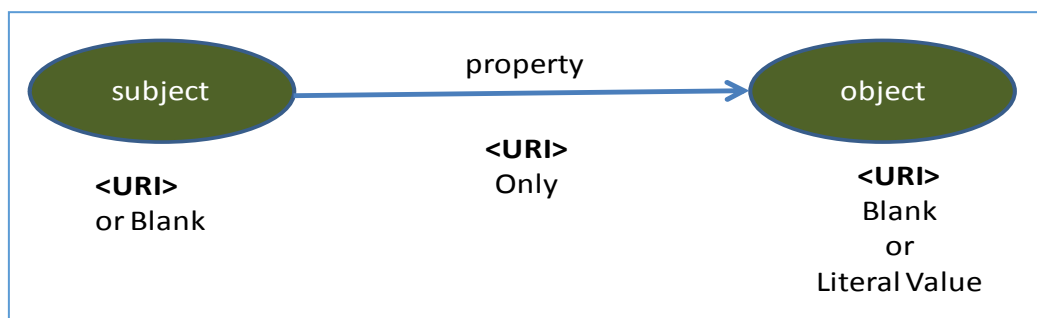 property
subject
object
<URI>
or Blank
<URI>
Only
<URI>
Blank
or
Literal Value